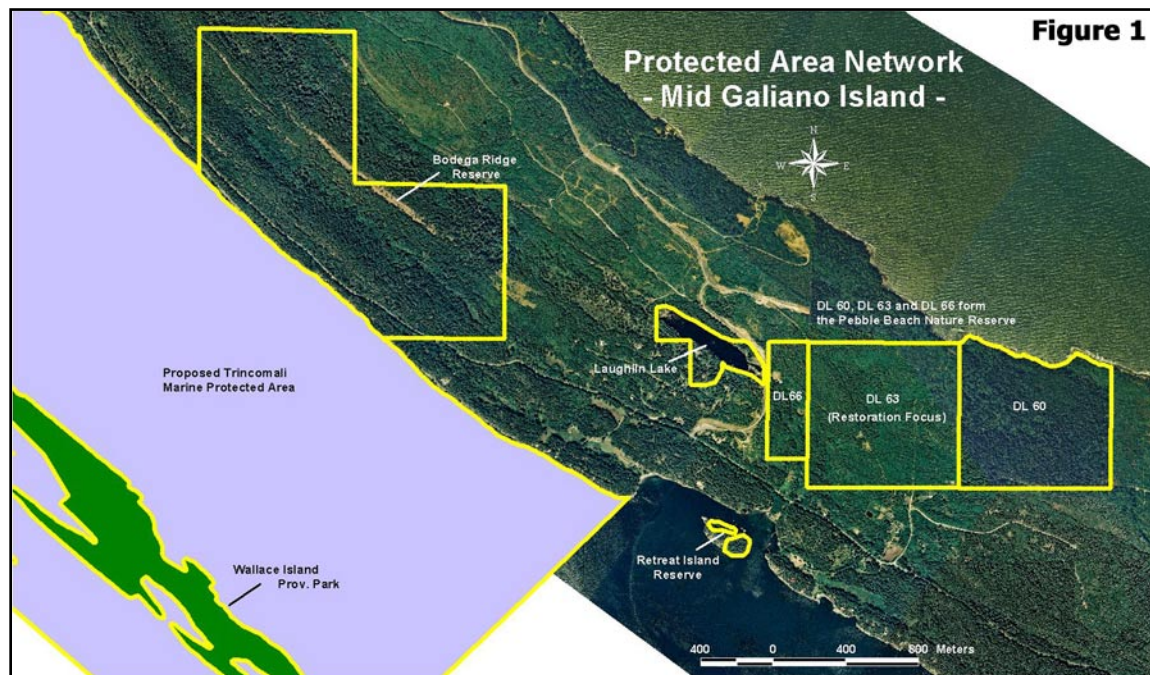 Figure 1
Protected Area Network
- Mid Galiano Island -
N
W
E
S
Bodega Ridge
Reserve
DL 60, DL 63 and DL 66 form
the Pebble Beach Nature Reserve
Laughlin Lake
Proposed Trincomali
Marine Protected Area
DL66
DL 63
(Restoration Focus)
DL 60
Retreat Island
Reserve
Wallace Island
Prov. Park
400 0 400 800 Meters